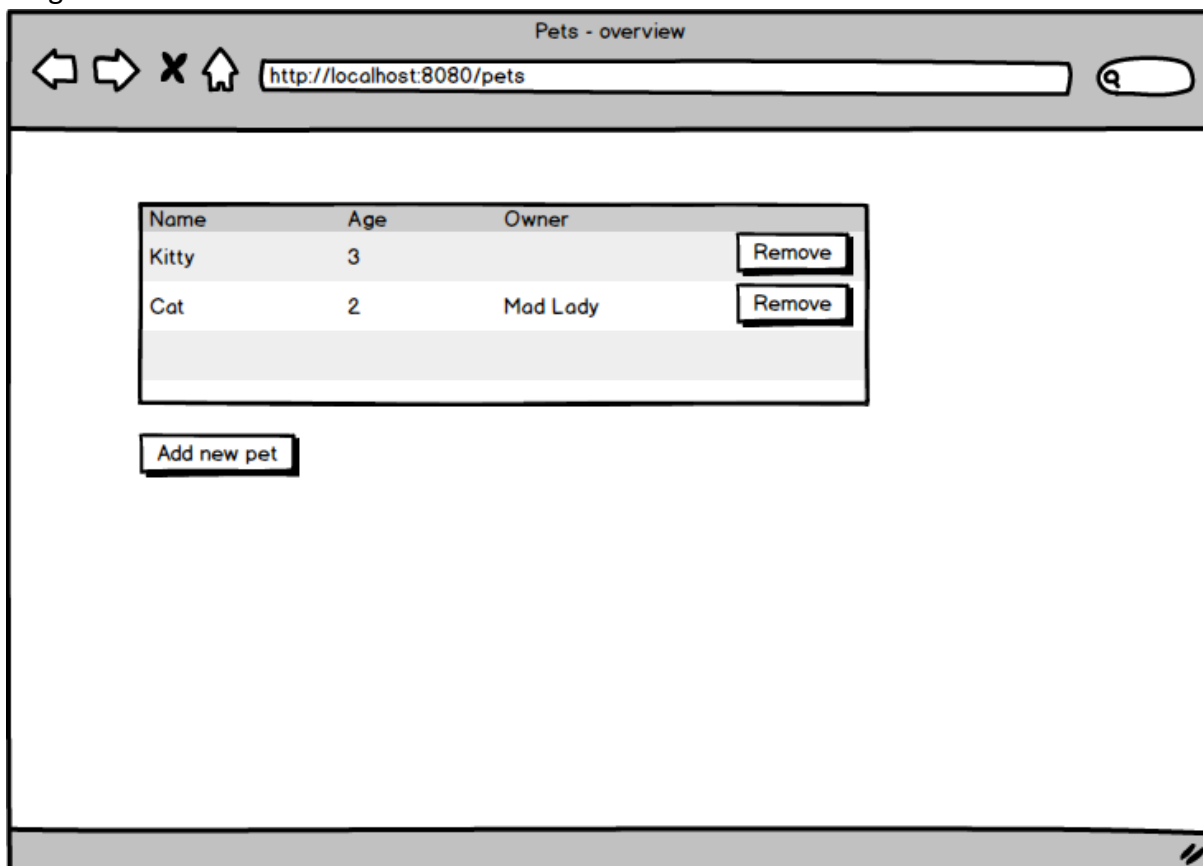 Pets - overview
http://localhost:8080/pets
Name Age Owner
Kitty 3 Remove
Cat 2 Mad Lady Remove
Add new pet